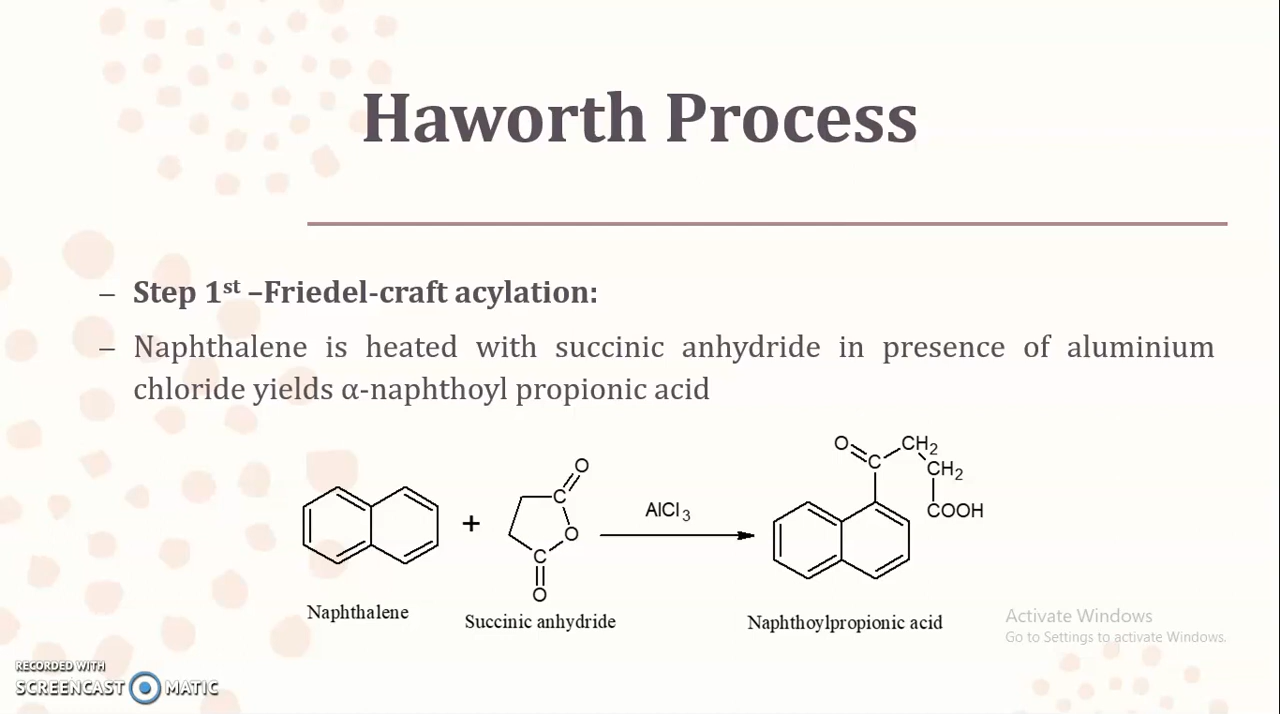 Haworth Process
– Step 1st –Friedel-craft acylation:
– Naphthalene is heated with succinic anhydride in presence of aluminium
chloride yields α-naphthoyl propionic acid
O
C
CH2
CH2
COOH
O
C
O
C
O
+
AlCl3
Naphthalene
Succinic anhydride
Naphthoylpropionic acid
Activate Windows
Go to Settings to activate Windows.
RECORDED WITH
SCREENCAST MATIC